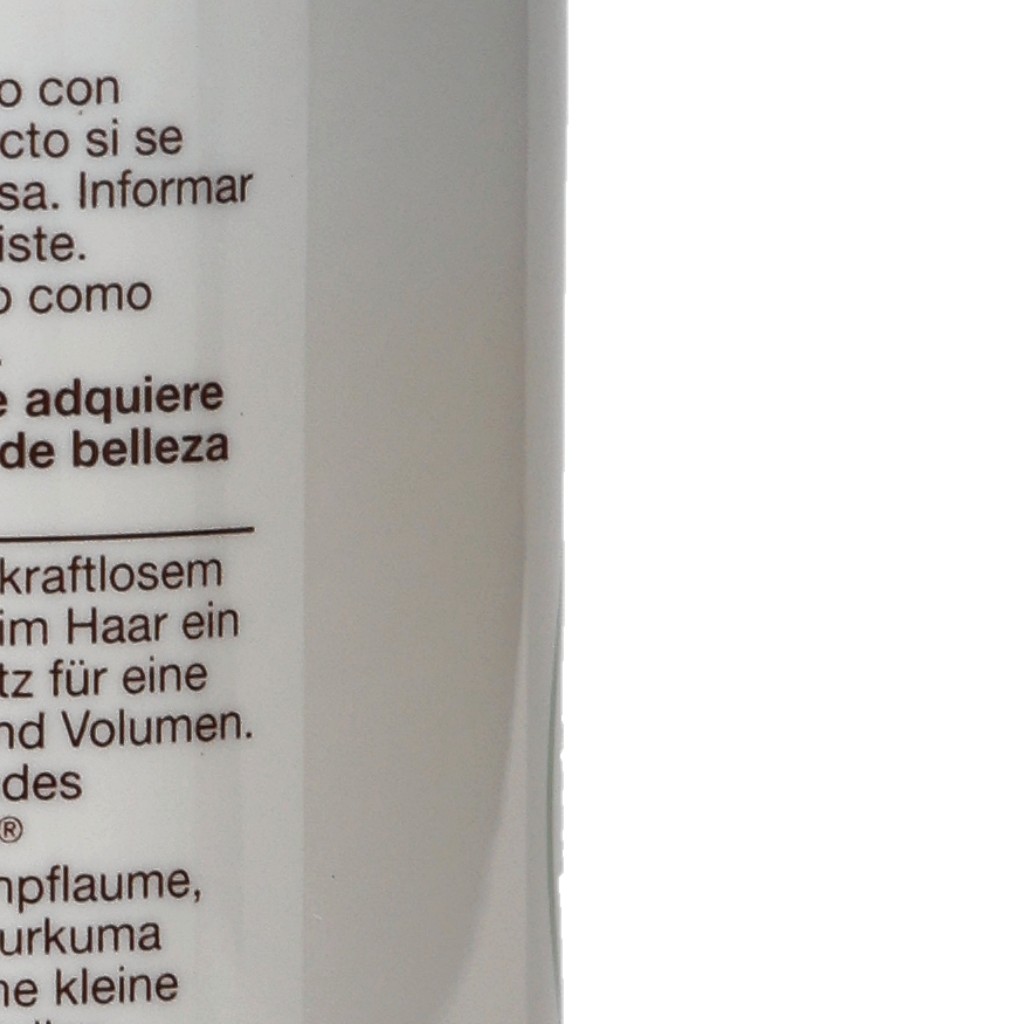 o con
cto si se
sa. Informar
iste.
o como
.
e adquiere
de belleza
kraftlosem
im Haar ein
tz für eine
nd Volumen.
des
®
npflaume,
urkuma
ne kleine